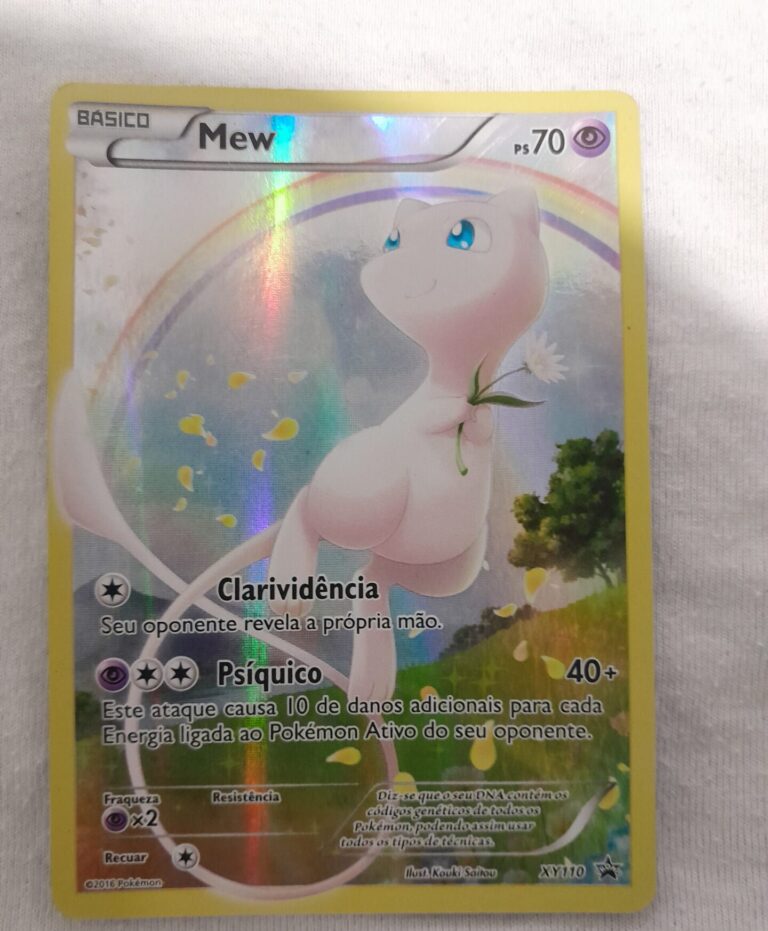 BÁSICO
Mew
PS70
Clarividência
Seu oponente revela a própria mão.
Psíquico 40+
Este ataque causa 10 de danos adicionais para cada
Energia ligada ao Pokémon Ativo do seu oponente.
Fraqueza Resistência
x2
Recuar
Diz-se que o seu DNA contém os
códigos genéticos de todos os
Pokémon, podendo assim usar
todos os tipos de técnicas.
Ilust. Kouki Saitou XY110
©2016 Pokémon